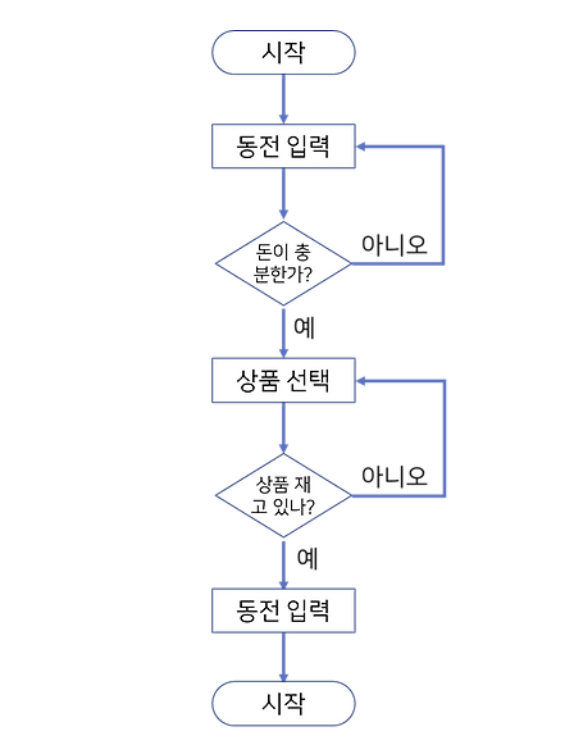 시작
동전 입력
돈이 충
분한가?
아니오
예
상품 선택
상품 재
고 있나?
아니오
예
동전 입력
시작